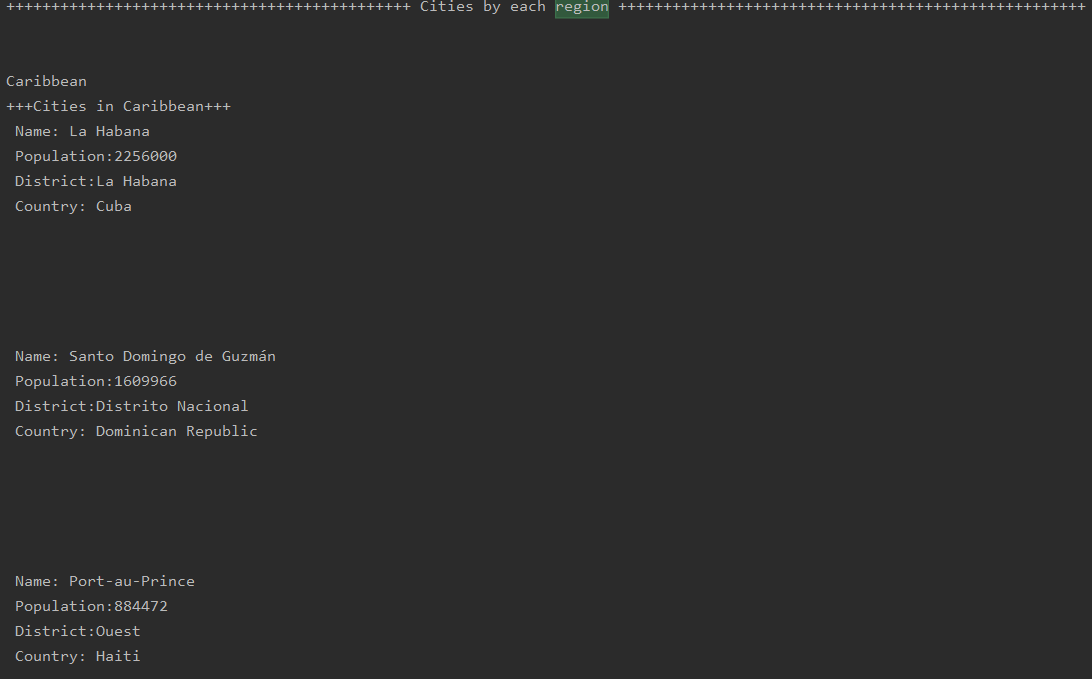 +++++++++++++++++++++++++++++++++++++++++++++ Cities by each region ++++++++++++++++++++++++++++++++++++++++++++++++++++
Caribbean
+++Cities in Caribbean+++
Name: La Habana
Population:2256000
District:La Habana
Country: Cuba
Name: Santo Domingo de Guzmán
Population:1609966
District:Distrito Nacional
Country: Dominican Republic
Name: Port-au-Prince
Population:884472
District:Ouest
Country: Haiti